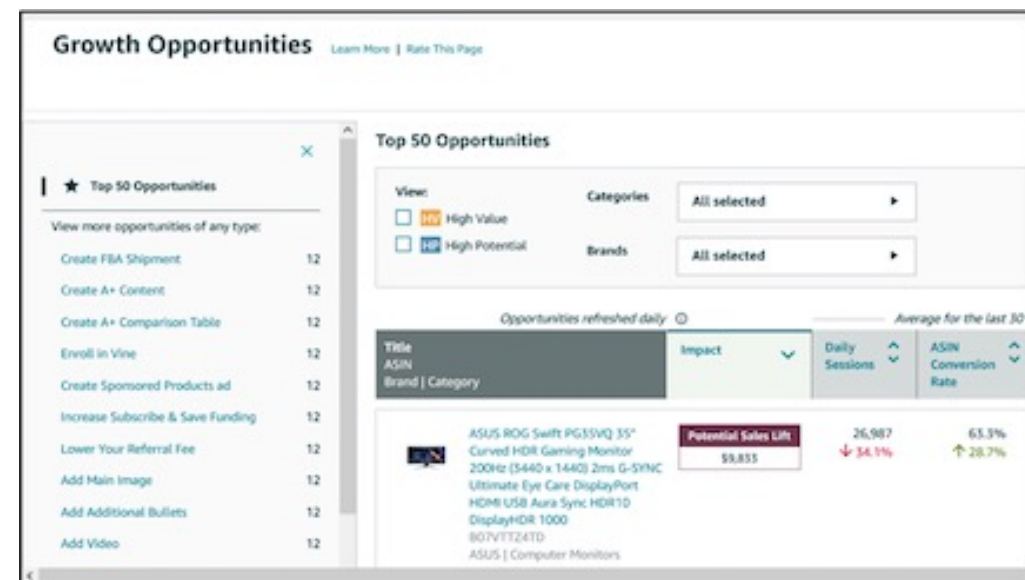 Growth Opportunities Learn More | Rate This Page
Top 50 Opportunities
View more opportunities of any type:
Create FBA Shipment 12
Create A+ Content 12
Create A+ Comparison Table 12
Enroll in Vine 12
Create Sponsored Products ad 12
Increase Subscribe & Save Funding 12
Lower Your Referral Fee 12
Add Main Image 12
Add Additional Bullets 12
Add Video 12
Top 50 Opportunities
View:
HV High Value
HP High Potential
Categories All selected
Brands All selected
Opportunities refreshed daily
Average for the last 30
Title
ASIN
Brand | Category
Impact
Daily
Sessions
ASIN
Conversion
Rate
ASUS ROG Swift PG35VQ 35"
Curved HDR Gaming Monitor
200Hz (3440 x 1440) 2ms G-SYNC
Ultimate Eye Care DisplayPort
HDMI USB Aura Sync HDR10
DisplayHDR 1000
B07VTTZ4TD
ASUS | Computer Monitors
Potential Sales Lift
$9,833
26,987
34.1%
63.3%
28.7%